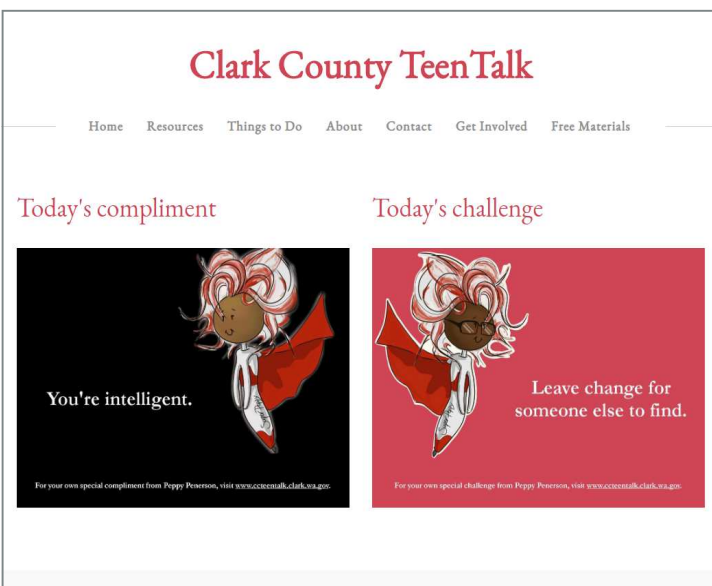 Clark County TeenTalk
Home Resources Things to Do About Contact Get Involved Free Materials
Today's compliment
You're intelligent.
For your own special compliment from Peppy Penerson, visit www.ccteentalk.clark.wa.gov.
Today's challenge
Leave change for
someone else to find.
For your own special challenge from Peppy Penerson, visit www.ccteentalk.clark.wa.gov.